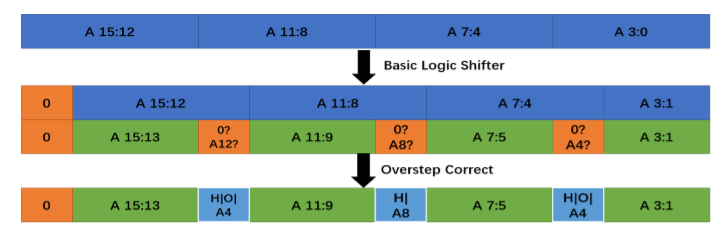 A 15:12 A 11:8 A 7:4 A 3:0
Basic Logic Shifter
0 A 15:12 A 11:8 A 7:4 A 3:1
0 A 15:13 0? A12? A 11:9 0? A8? A 7:5 0? A4? A 3:1
Overstep Correct
0 A 15:13 H|O| A4 A 11:9 H| A8 A 7:5 H|O| A4 A 3:1